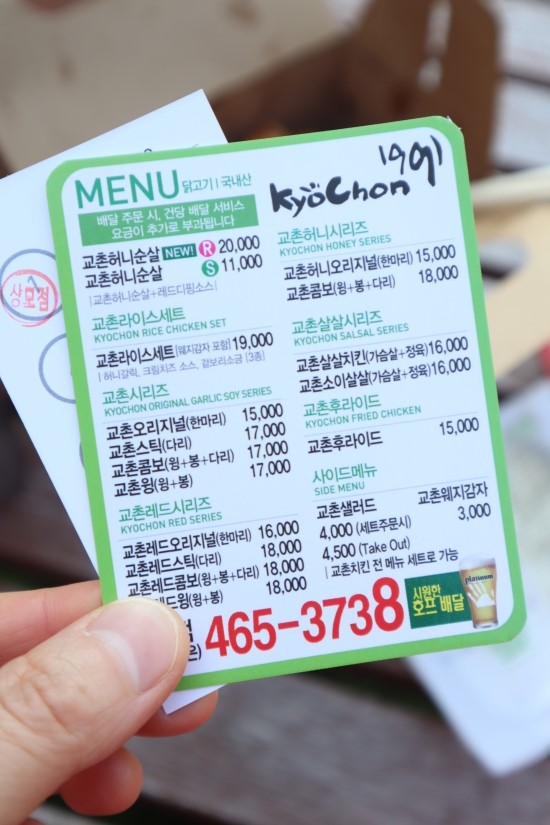 MENU 닭고기 | 국내산
배달 주문 시, 건당 배달 서비스
요금이 추가로 부과됩니다
교촌허니순살 NEW! R 20,000
교촌허니순살 S 11,000
| 교촌허니순살+레드디핑소스 |
교촌라이스세트
KYOCHON RICE CHICKEN SET
교촌라이스세트 [웨지감자 포함] 19,000
| 허니갈릭, 크림치즈 소스, 갈보리소금 [3종]
교촌시리즈
KYOCHON ORIGINAL GARLIC SOY SERIES
교촌오리지널(한마리) 15,000
교촌스틱(다리) 17,000
교촌콤보(윙+봉+다리) 17,000
교촌윙(윙+봉) 17,000
교촌레드시리즈
KYOCHON RED SERIES
교촌레드오리지널(한마리) 16,000
교촌레드스틱(다리) 18,000
교촌레드콤보(윙+봉+다리) 18,000
레드윙(윙+봉) 18,000
Kyochon 1991
교촌허니시리즈
KYOCHON HONEY SERIES
교촌허니오리지널(한마리) 15,000
교촌허니콤보(윙+봉+다리) 18,000
교촌살살시리즈
KYOCHON SALSAL SERIES
교촌살살치킨(가슴살+정육) 16,000
교촌소이살살(가슴살+정육) 16,000
교촌후라이드
KYOCHON FRIED CHICKEN
교촌후라이드 15,000
사이드메뉴
SIDE MENU
교촌샐러드 교촌웨지감자
4,000 (세트주문시) 3,000
4,500 (Take Out)
| 교촌치킨 전 메뉴 세트로 가능
465-3738
시원한
호프 배달
platinum
상모점